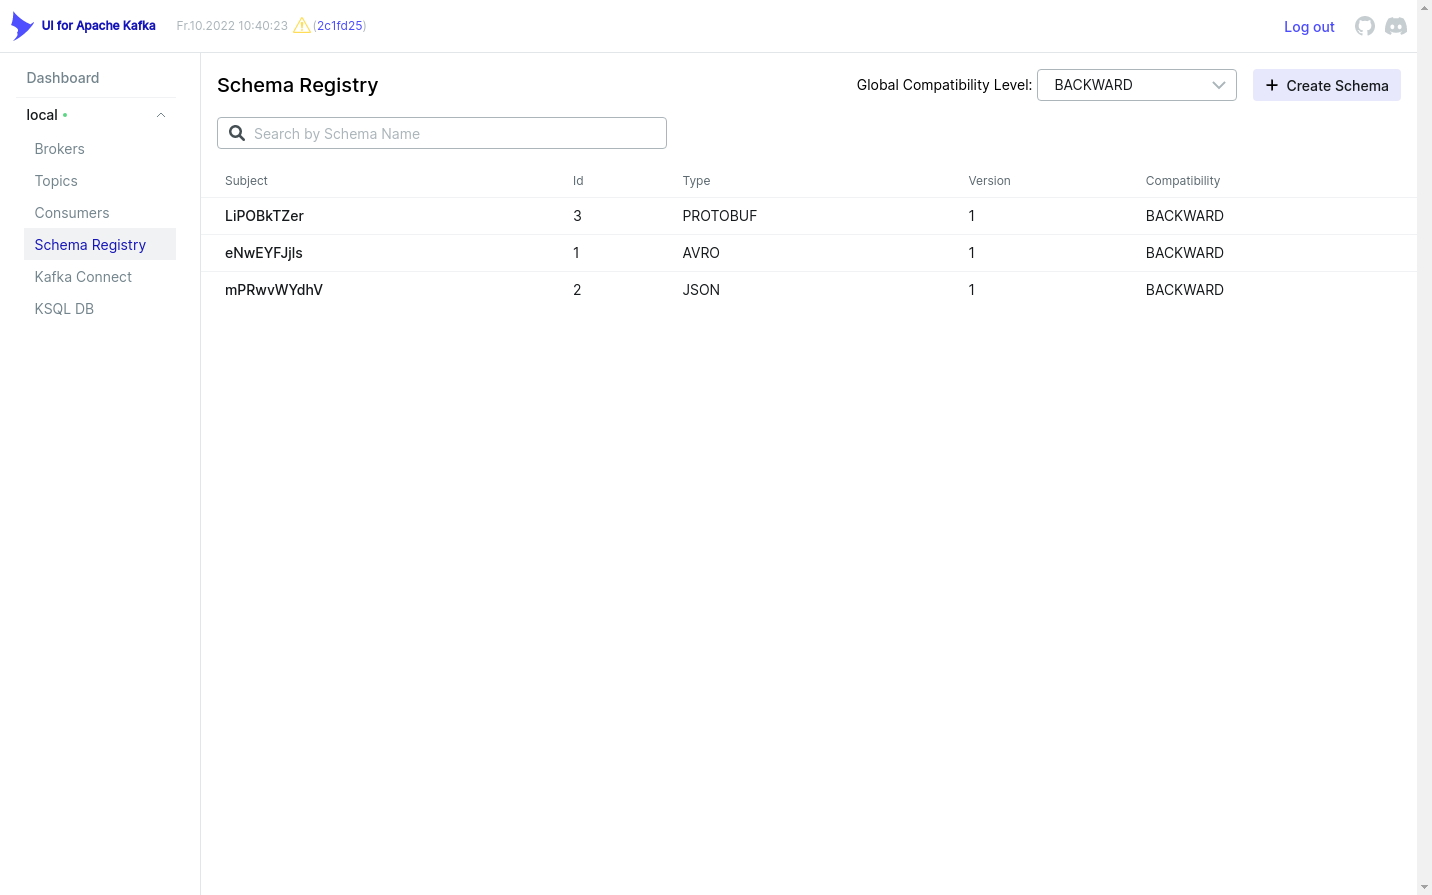 UI for Apache Kafka Fr.10.2022 10:40:23 (2c1fd25) Log out
Dashboard
local
Brokers
Topics
Consumers
Schema Registry
Kafka Connect
KSQL DB
Schema Registry Global Compatibility Level: BACKWARD Create Schema
Search by Schema Name
Subject Id Type Version Compatibility
LiPOBkTZer 3 PROTOBUF 1 BACKWARD
eNwEYFJjls 1 AVRO 1 BACKWARD
mPRwvWYdhV 2 JSON 1 BACKWARD